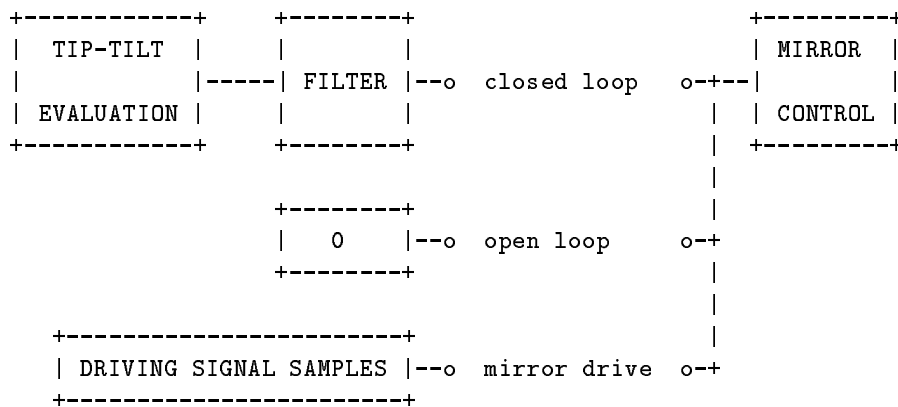 TIP-TILT
EVALUATION
FILTER
closed loop
MIRROR
CONTROL
0
open loop
DRIVING SIGNAL SAMPLES
mirror drive